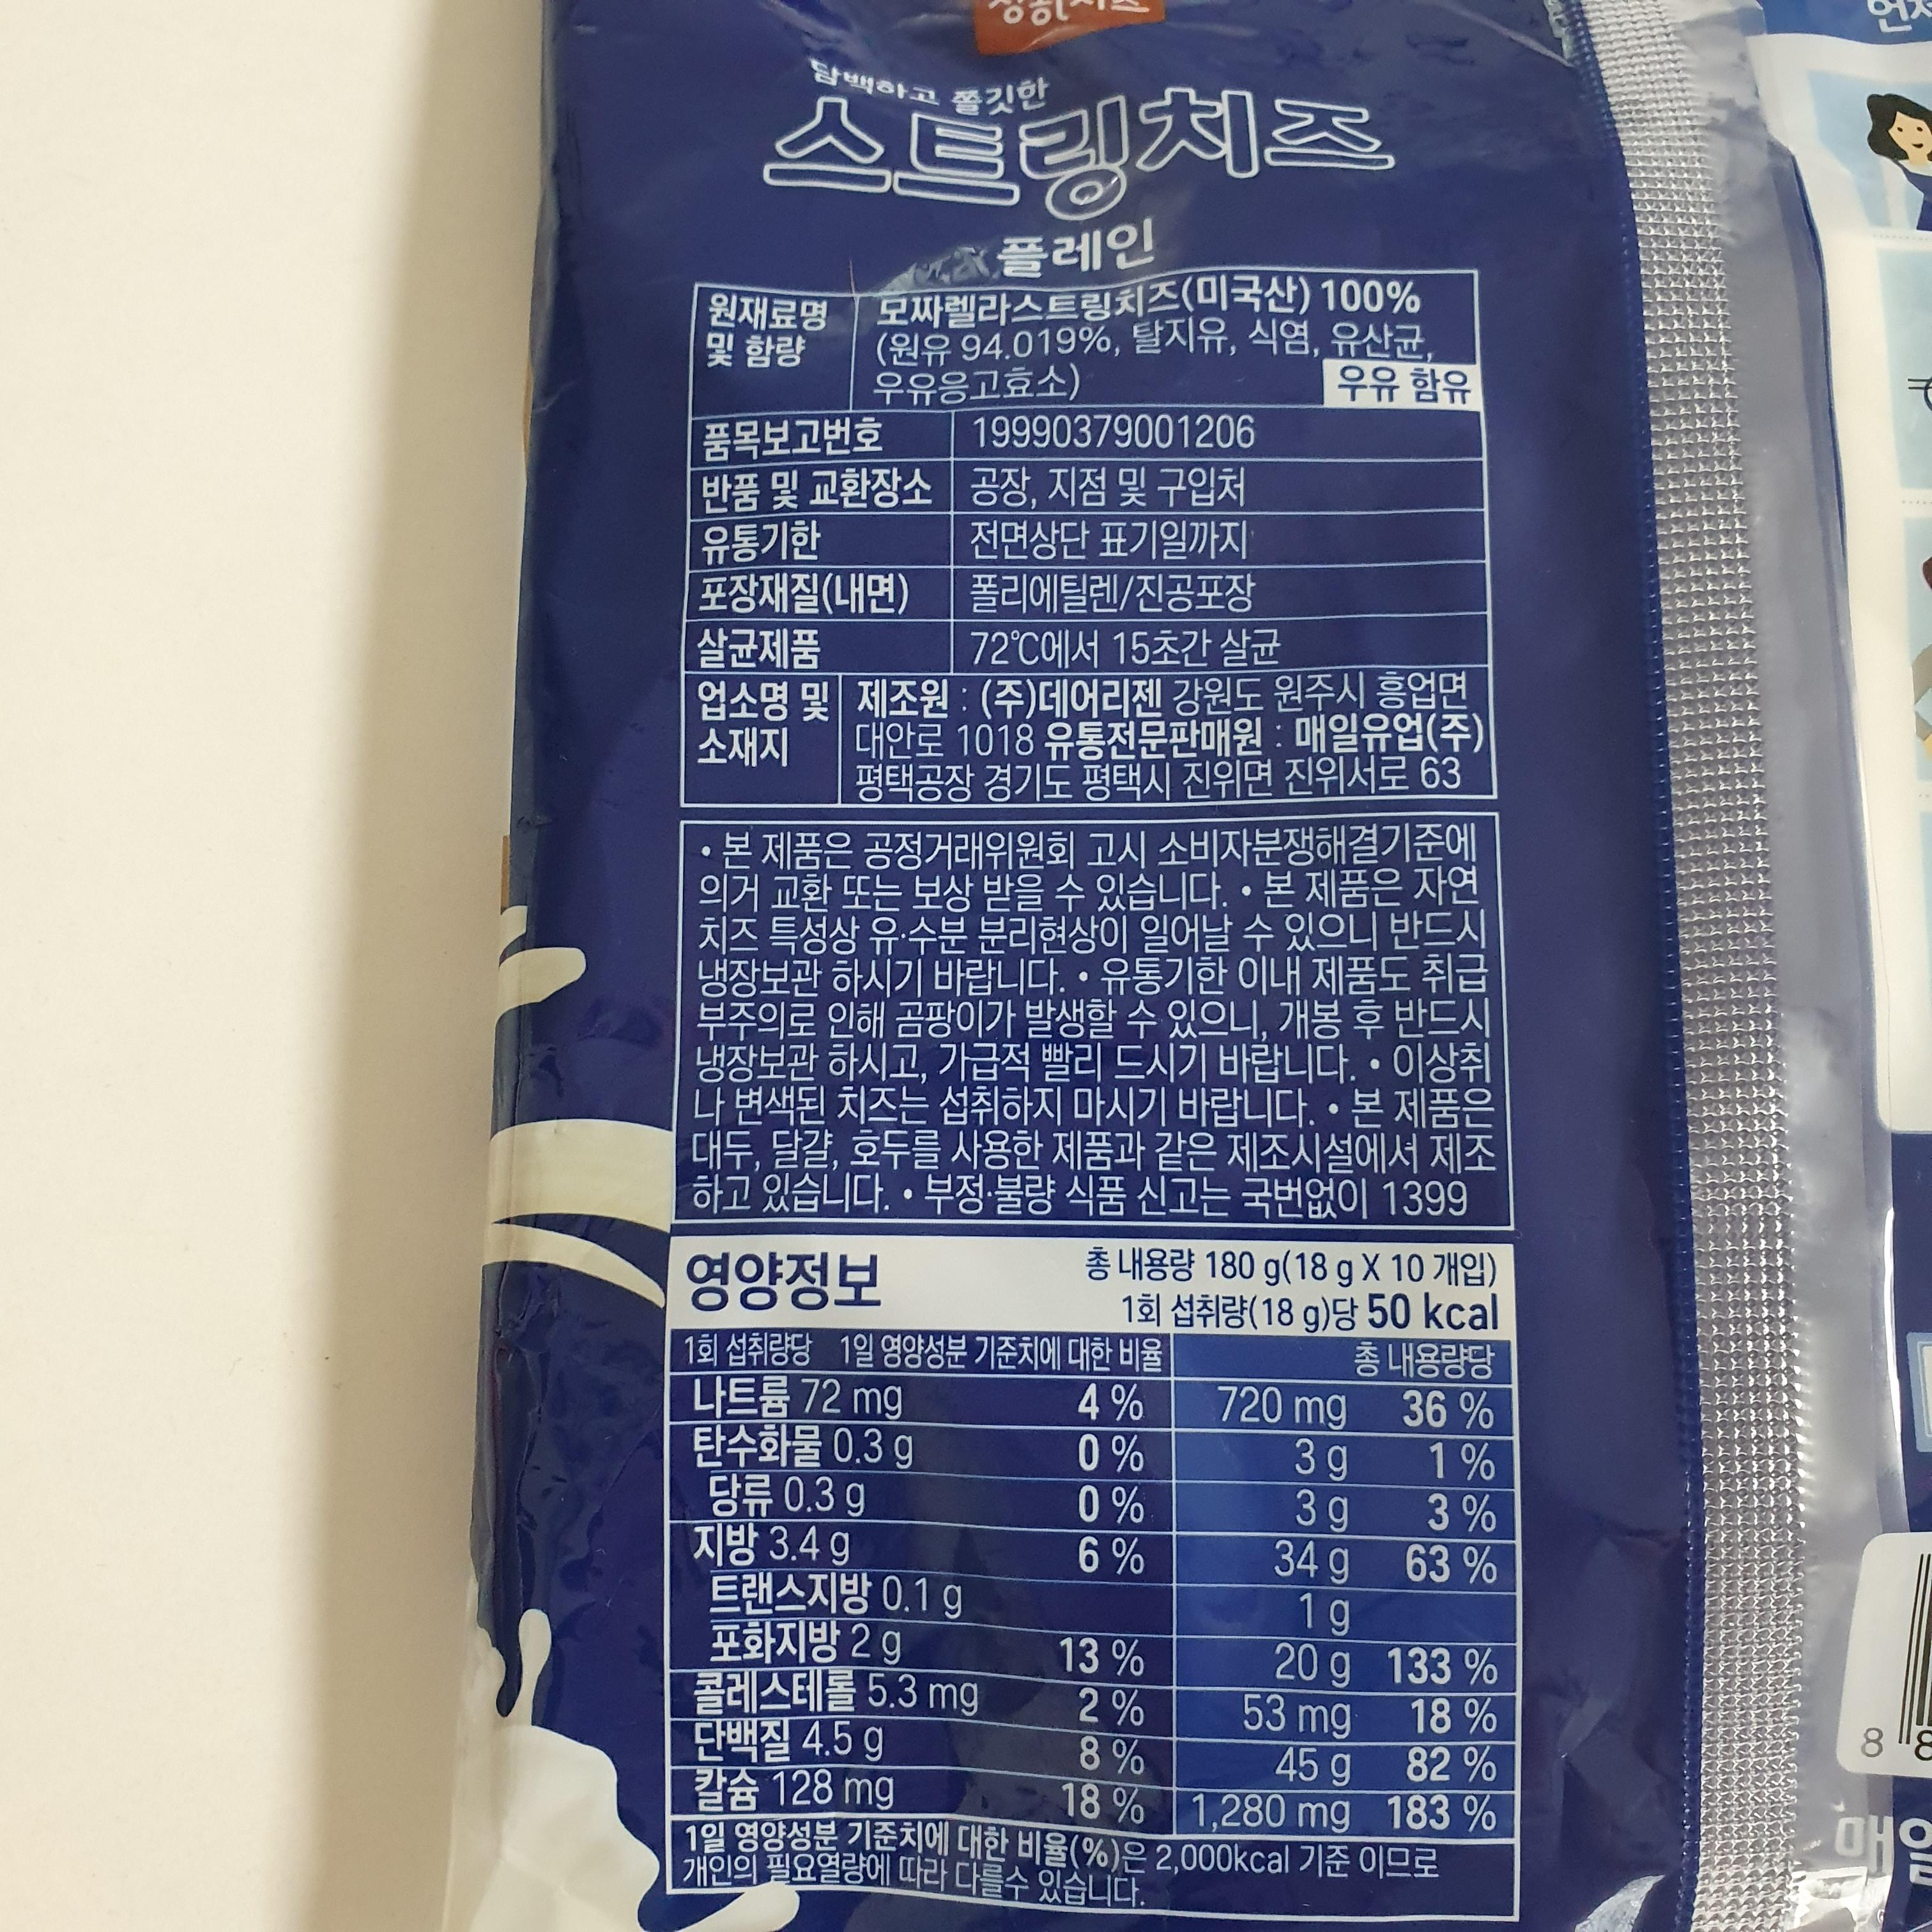 상하치즈
담백하고 쫄깃한
스트링치즈
플레인
원재료명 및 함량
모짜렐라스트링치즈(미국산) 100%
(원유 94.019%, 탈지유, 식염, 유산균,
우유응고효소)
우유 함유
품목보고번호 19990379001206
반품 및 교환장소 공장, 지점 및 구입처
유통기한 전면상단 표기일까지
포장재질(내면) 폴리에틸렌/진공포장
살균제품 72℃에서 15초간 살균
업소명 및 소재지
제조원 : (주)데어리젠 강원도 원주시 흥업면
대안로 1018 유통전문판매원 : 매일유업(주)
평택공장 경기도 평택시 진위면 진위서로 63
• 본 제품은 공정거래위원회 고시 소비자분쟁해결기준에
의거 교환 또는 보상 받을 수 있습니다. • 본 제품은 자연
치즈 특성상 유·수분 분리현상이 일어날 수 있으니 반드시
냉장보관 하시기 바랍니다. • 유통기한 이내 제품도 취급
부주의로 인해 곰팡이가 발생할 수 있으니, 개봉 후 반드시
냉장보관 하시고, 가급적 빨리 드시기 바랍니다. • 이상취
나 변색된 치즈는 섭취하지 마시기 바랍니다. • 본 제품은
대두, 달걀, 호두를 사용한 제품과 같은 제조시설에서 제조
하고 있습니다. • 부정·불량 식품 신고는 국번없이 1399
영양정보
총 내용량 180 g(18 g X 10 개입)
1회 섭취량(18 g)당 50 kcal
1회 섭취량당 1일 영양성분 기준치에 대한 비율 총 내용량당
나트륨 72 mg 4 % 720 mg 36 %
탄수화물 0.3 g 0 % 3 g 1 %
당류 0.3 g 0 % 3 g 3 %
지방 3.4 g 6 % 34 g 63 %
트랜스지방 0.1 g 1 g
포화지방 2 g 13 % 20 g 133 %
콜레스테롤 5.3 mg 2 % 53 mg 18 %
단백질 4.5 g 8 % 45 g 82 %
칼슘 128 mg 18 % 1,280 mg 183 %
1일 영양성분 기준치에 대한 비율(%)은 2,000kcal 기준 이므로
개인의 필요열량에 따라 다를수 있습니다.
8 8
매일